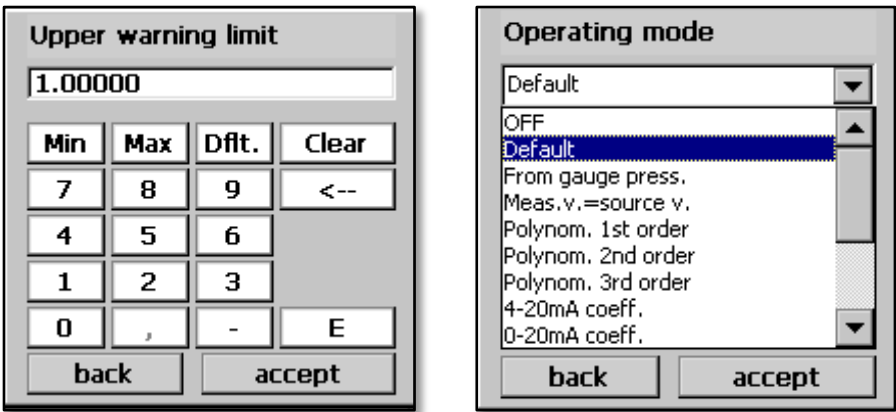 Upper warning limit
1.00000
Min Max Dflt. Clear
7 8 9 <--
4 5 6
1 2 3
0 , - E
back accept
Operating mode
Default
OFF
Default
From gauge press.
Meas.v.=source v.
Polynom. 1st order
Polynom. 2nd order
Polynom. 3rd order
4-20mA coeff.
0-20mA coeff.
back accept